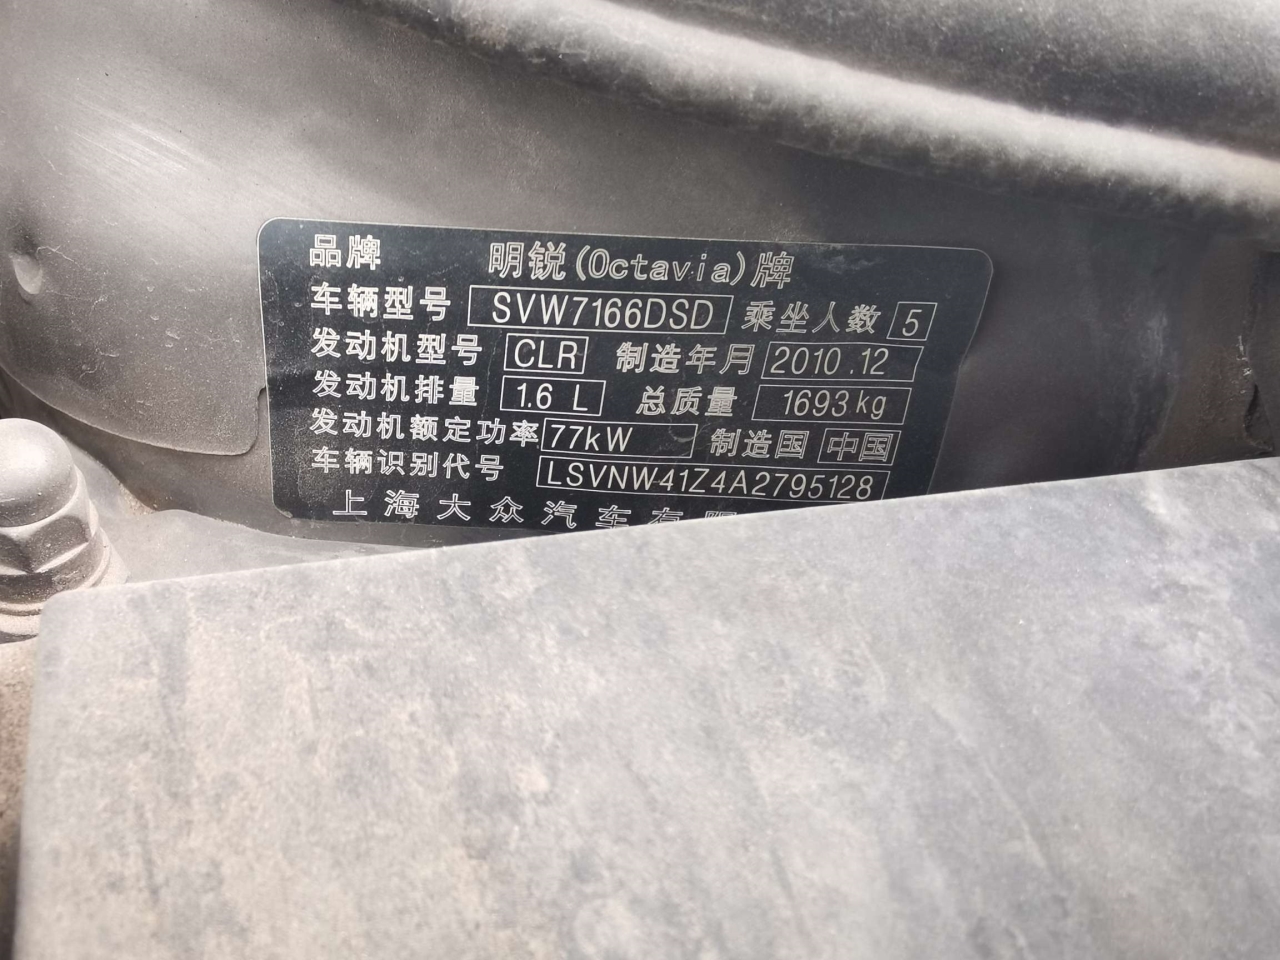 品牌 明锐(Octavia)牌
车辆型号 SVW7166DSD 乘坐人数 5
发动机型号 CLR 制造年月 2010.12
发动机排量 1.6 L 总质量 1693kg
发动机额定功率 77kW 制造国 中国
车辆识别代号 LSVNW41Z4A2795128
上海大众汽车有限